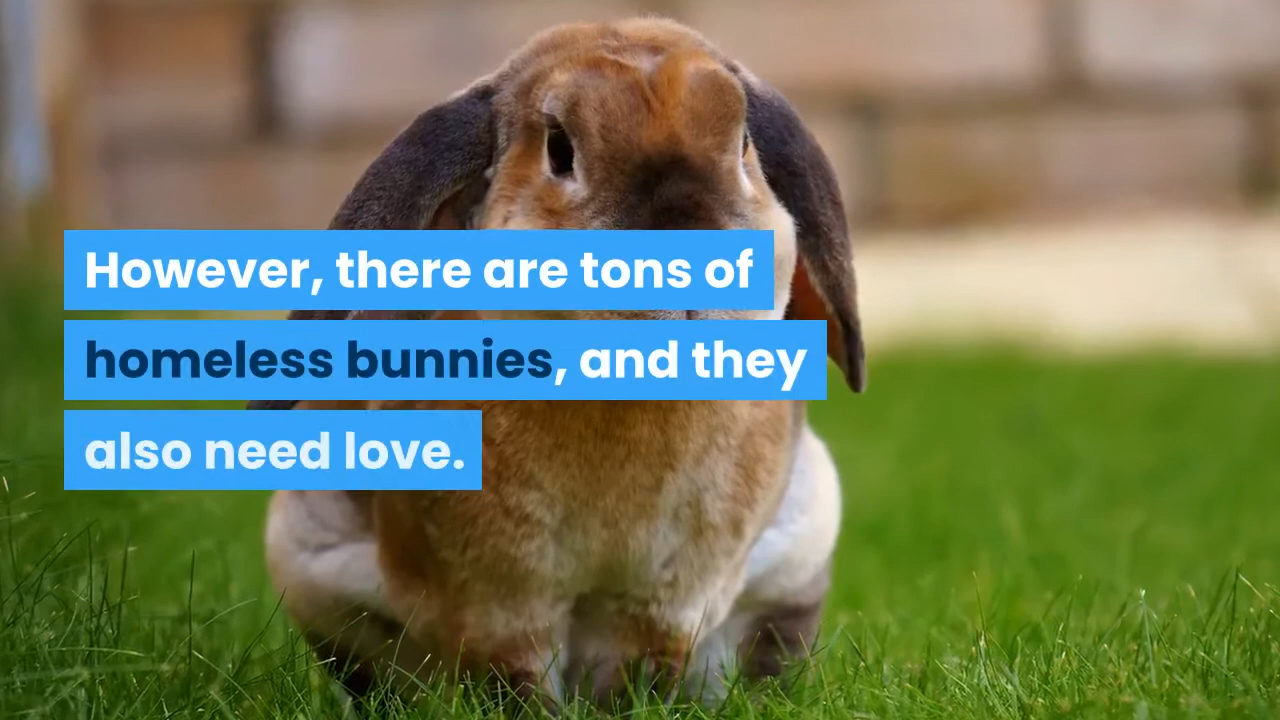 However, there are tons of
homeless bunnies, and they
also need love.